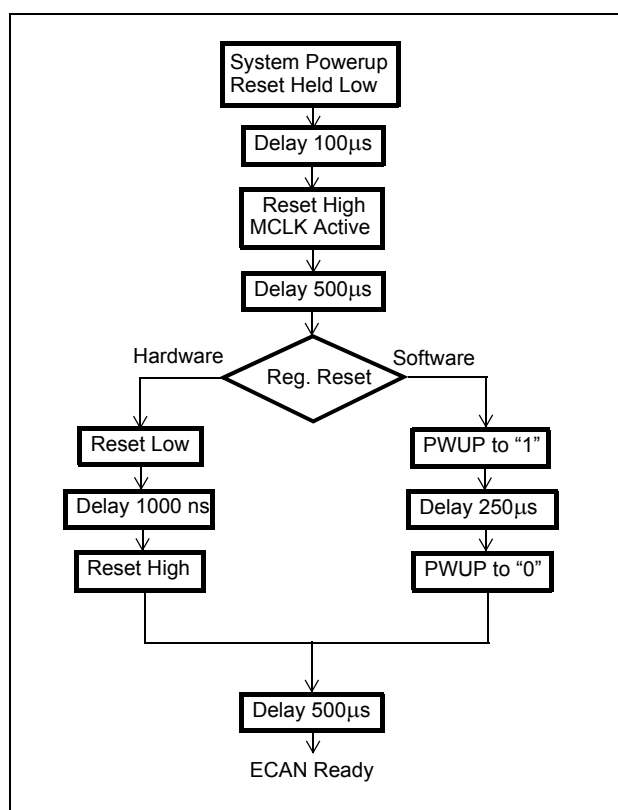 System Powerup
Reset Held Low
Delay 100µs
Reset High
MCLK Active
Delay 500µs
Hardware
Software
Reg. Reset
Reset Low
PWUP to “1”
Delay 1000 ns
Delay 250µs
Reset High
PWUP to “0”
Delay 500µs
ECAN Ready